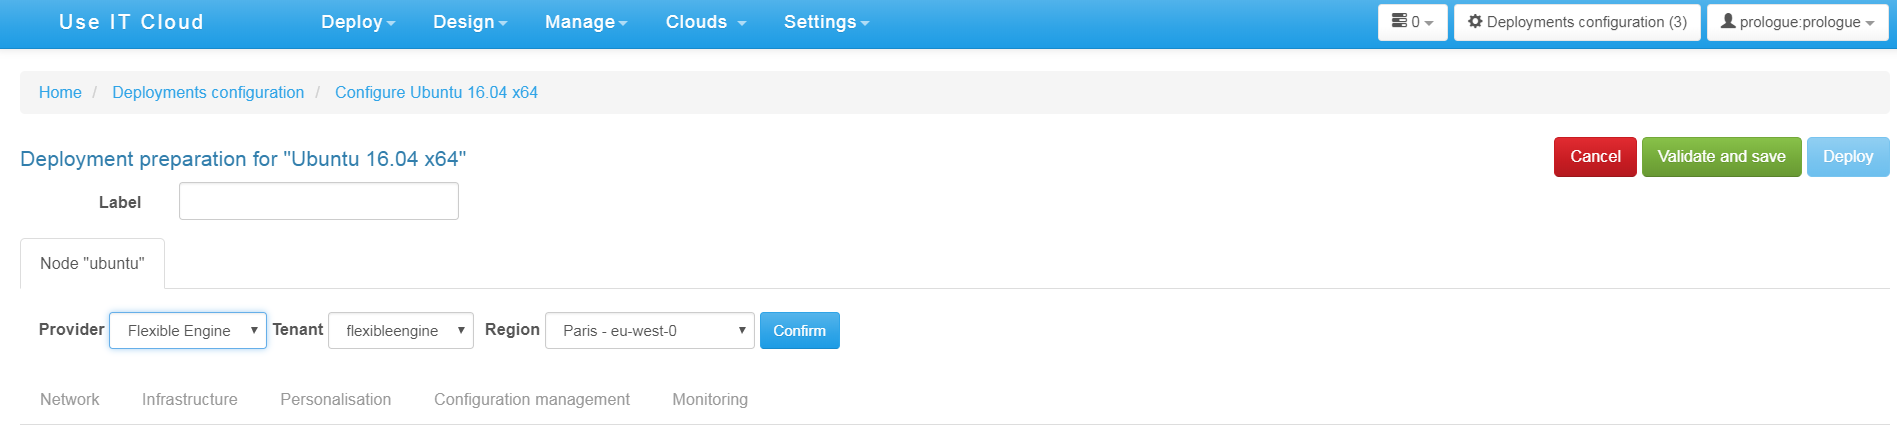 Use IT Cloud Deploy Design Manage Clouds Settings 0 Deployments configuration (3) prologue:prologue
Home / Deployments configuration / Configure Ubuntu 16.04 x64
Deployment preparation for "Ubuntu 16.04 x64" Cancel Validate and save Deploy
Label
Node "ubuntu"
Provider Flexible Engine Tenant flexibleengine Region Paris - eu-west-0 Confirm
Network Infrastructure Personalisation Configuration management Monitoring